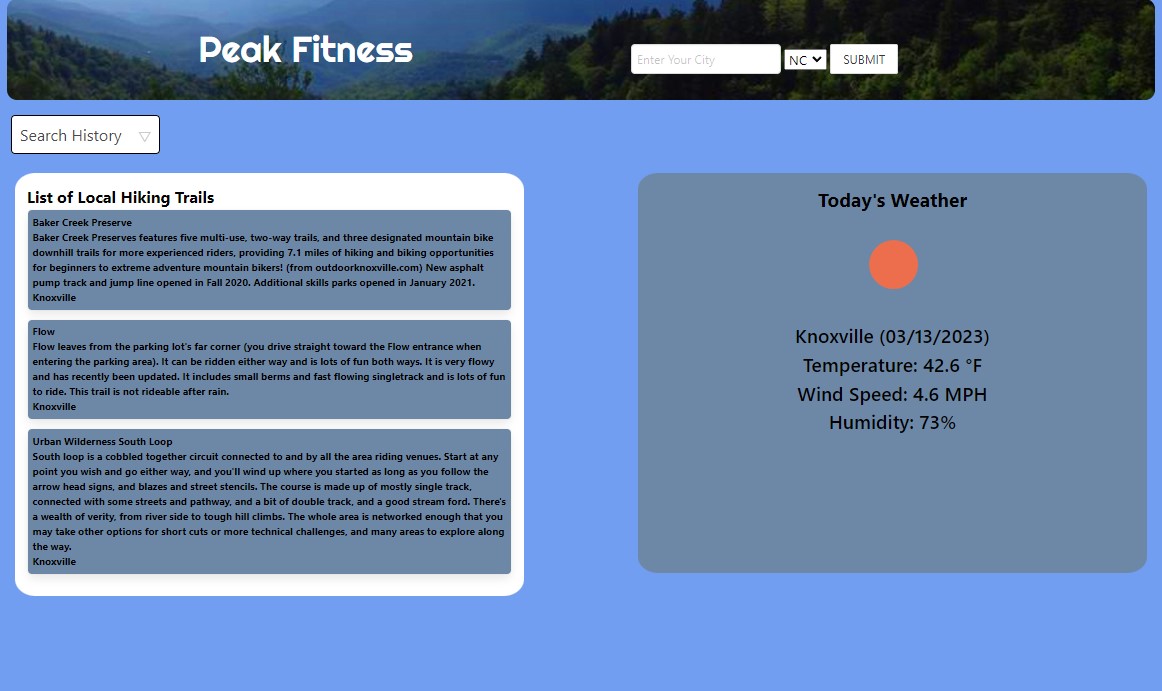 Peak Fitness
Enter Your City
NC
SUBMIT
Search History
List of Local Hiking Trails
Baker Creek Preserve
Baker Creek Preserves features five multi-use, two-way trails, and three designated mountain bike
downhill trails for more experienced riders, providing 7.1 miles of hiking and biking opportunities
for beginners to extreme adventure mountain bikers! (from outdoorknoxville.com) New asphalt
pump track and jump line opened in Fall 2020. Additional skills parks opened in January 2021.
Knoxville
Flow
Flow leaves from the parking lot's far corner (you drive straight toward the Flow entrance when
entering the parking area). It can be ridden either way and is lots of fun both ways. It is very flowy
and has recently been updated. It includes small berms and fast flowing singletrack and is lots of fun
to ride. This trail is not rideable after rain.
Knoxville
Urban Wilderness South Loop
South loop is a cobbled together circuit connected to and by all the area riding venues. Start at any
point you wish and go either way, and you'll wind up where you started as long as you follow the
arrow head signs, and blazes and street stencils. The course is made up of mostly single track,
connected with some streets and pathway, and a bit of double track, and a good stream ford. There's
a wealth of verity, from river side to tough hill climbs. The whole area is networked enough that you
may take other options for short cuts or more technical challenges, and many areas to explore along
the way.
Knoxville
Today's Weather
Knoxville (03/13/2023)
Temperature: 42.6 °F
Wind Speed: 4.6 MPH
Humidity: 73%